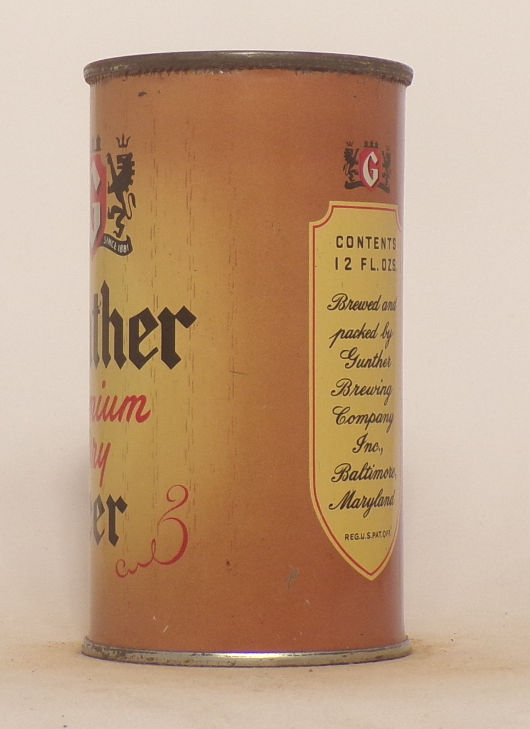 G
SINCE 1881
ther
nium
ry
er
G
CONTENTS
12 FL. OZS.
Brewed and
packed by
Gunther
Brewing
Company
Inc.,
Baltimore,
Maryland
REG.U.S.PAT.OFF.